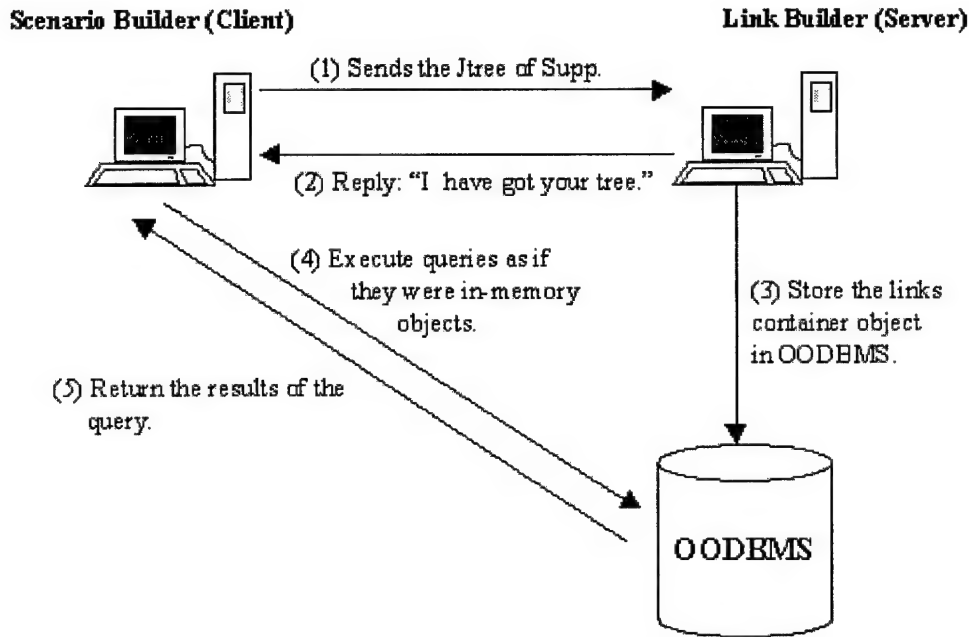 Scenario Builder (Client)
Link Builder (Server)
(1) Sends the Jtree of Supp.
(2) Reply: “I have got your tree.”
(4) Execute queries as if
they were in-memory
objects.
(3) Store the links
container object
in OODBMS.
(5) Return the results of the
query.
OODBMS